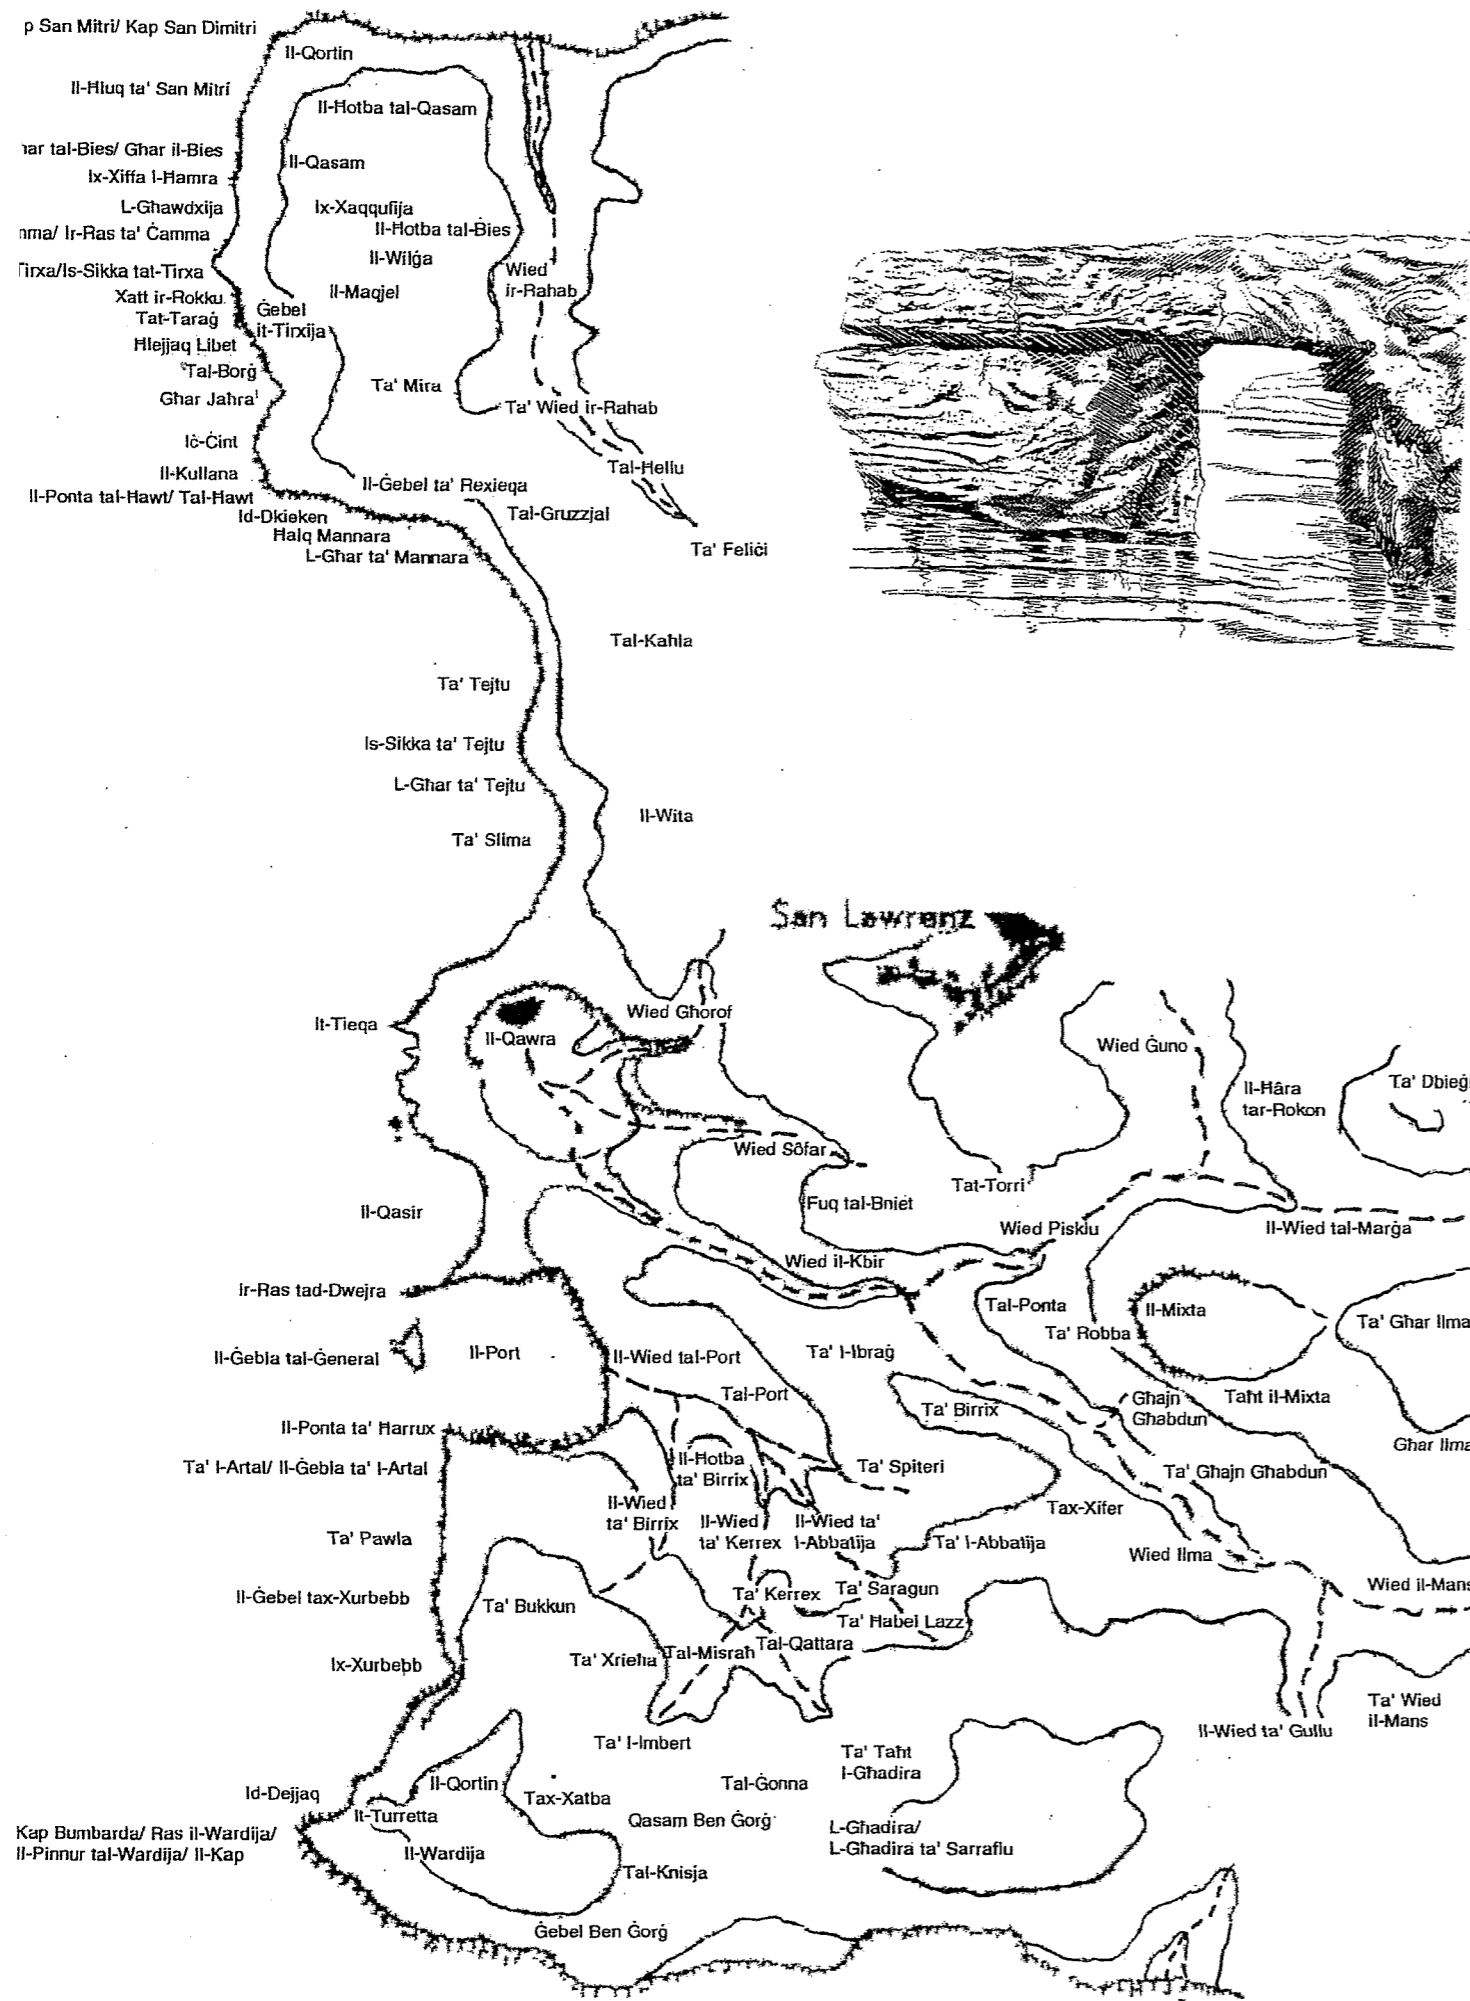 p San Mitri/ Kap San Dimitri
Il-Qortin
Il-Ħluq ta' San Mitri
Il-Ħotba tal-Qasam
ħar tal-Bies/ Għar il-Bies
Il-Qasam
Ix-Xiffa l-Ħamra
L-Għawdxija
Ix-Xaqqufija
Il-Ħotba tal-Bies
mma/ Ir-Ras ta' Ċamma
Il-Wilġa
Tirxa/Is-Sikka tat-Tirxa
Wied
ir-Raħab
Il-Maqjel
Xatt ir-Rokku
Ġebel
it-Tirxija
Tat-Taraġ
Ħlejjaq Libet
Tal-Borġ
Ta' Mira
Għar Jaħra
Ta' Wied ir-Raħab
Iċ-Ċint
Tal-Ħellu
Il-Kullana
Il-Ġebel ta' Rexieqa
Il-Ponta tal-Ħawt/ Tal-Ħawt
Tal-Gruzzjal
Id-Dkieken
Ħalq Mannara
L-Għar ta' Mannara
Ta' Feliċi
Tal-Kaħla
Ta' Tejtu
Is-Sikka ta' Tejtu
L-Għar ta' Tejtu
Il-Wita
Ta' Slima
San Lawrenz
It-Tieqa
Wied Għorof
Il-Qawra
Wied Ġuno
Ta' Dbieġi
Il-Ħâra
tar-Rokon
Wied Sôfar
Tat-Torri
Fuq tal-Bniet
Il-Qasir
Wied Pisklu
Il-Wied tal-Marġa
Wied il-Kbir
Ir-Ras tad-Dwejra
Tal-Ponta
Il-Mixta
Ta' Robba
Ta' Għar Ilma
Il-Ġebla tal-Ġeneral
Il-Port
Il-Wied tal-Port
Ta' l-Ibraġ
Tal-Port
Ta' Birrix
Għajn
Għabdun
Taħt il-Mixta
Il-Ponta ta' Ħarrux
Għar Ilma
Ta' l-Artal/ Il-Ġebla ta' l-Artal
Il-Ħotba
ta' Birrix
Ta' Spiteri
Ta' Għajn Għabdun
Il-Wied
ta' Birrix
Il-Wied
ta' Kerrex
Il-Wied ta'
l-Abbatija
Tax-Xifer
Ta' l-Abbatija
Ta' Pawla
Wied Ilma
Wied il-Mans
Il-Ġebel tax-Xurbebb
Ta' Bukkun
Ta' Kerrex
Ta' Saragun
Ta' Ħabel Lazz
Ix-Xurbebb
Ta' Xrieħa
Tal-Misraħ
Tal-Qattara
Ta' Wied
il-Mans
Il-Wied ta' Gullu
Ta' l-Imbert
Ta' Taħt
l-Għadira
Id-Dejjaq
Il-Qortin
Tax-Xatba
Tal-Ġonna
It-Turretta
Qasam Ben Ġorġ
L-Għadira/
L-Għadira ta' Sarraflu
Kap Bumbarda/ Ras il-Wardija/
Il-Pinnur tal-Wardija/ Il-Kap
Il-Wardija
Tal-Knisja
Ġebel Ben Ġorġ